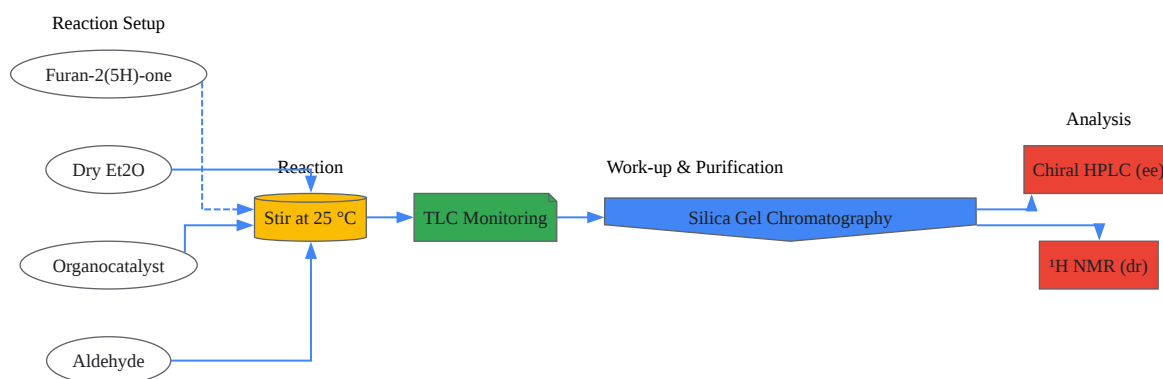 Reaction Setup
Furan-2(5H)-one
Dry Et2O
Organocatalyst
Aldehyde
Reaction
Stir at 25 °C
TLC Monitoring
Work-up & Purification
Silica Gel Chromatography
Analysis
Chiral HPLC (ee)
¹H NMR (dr)